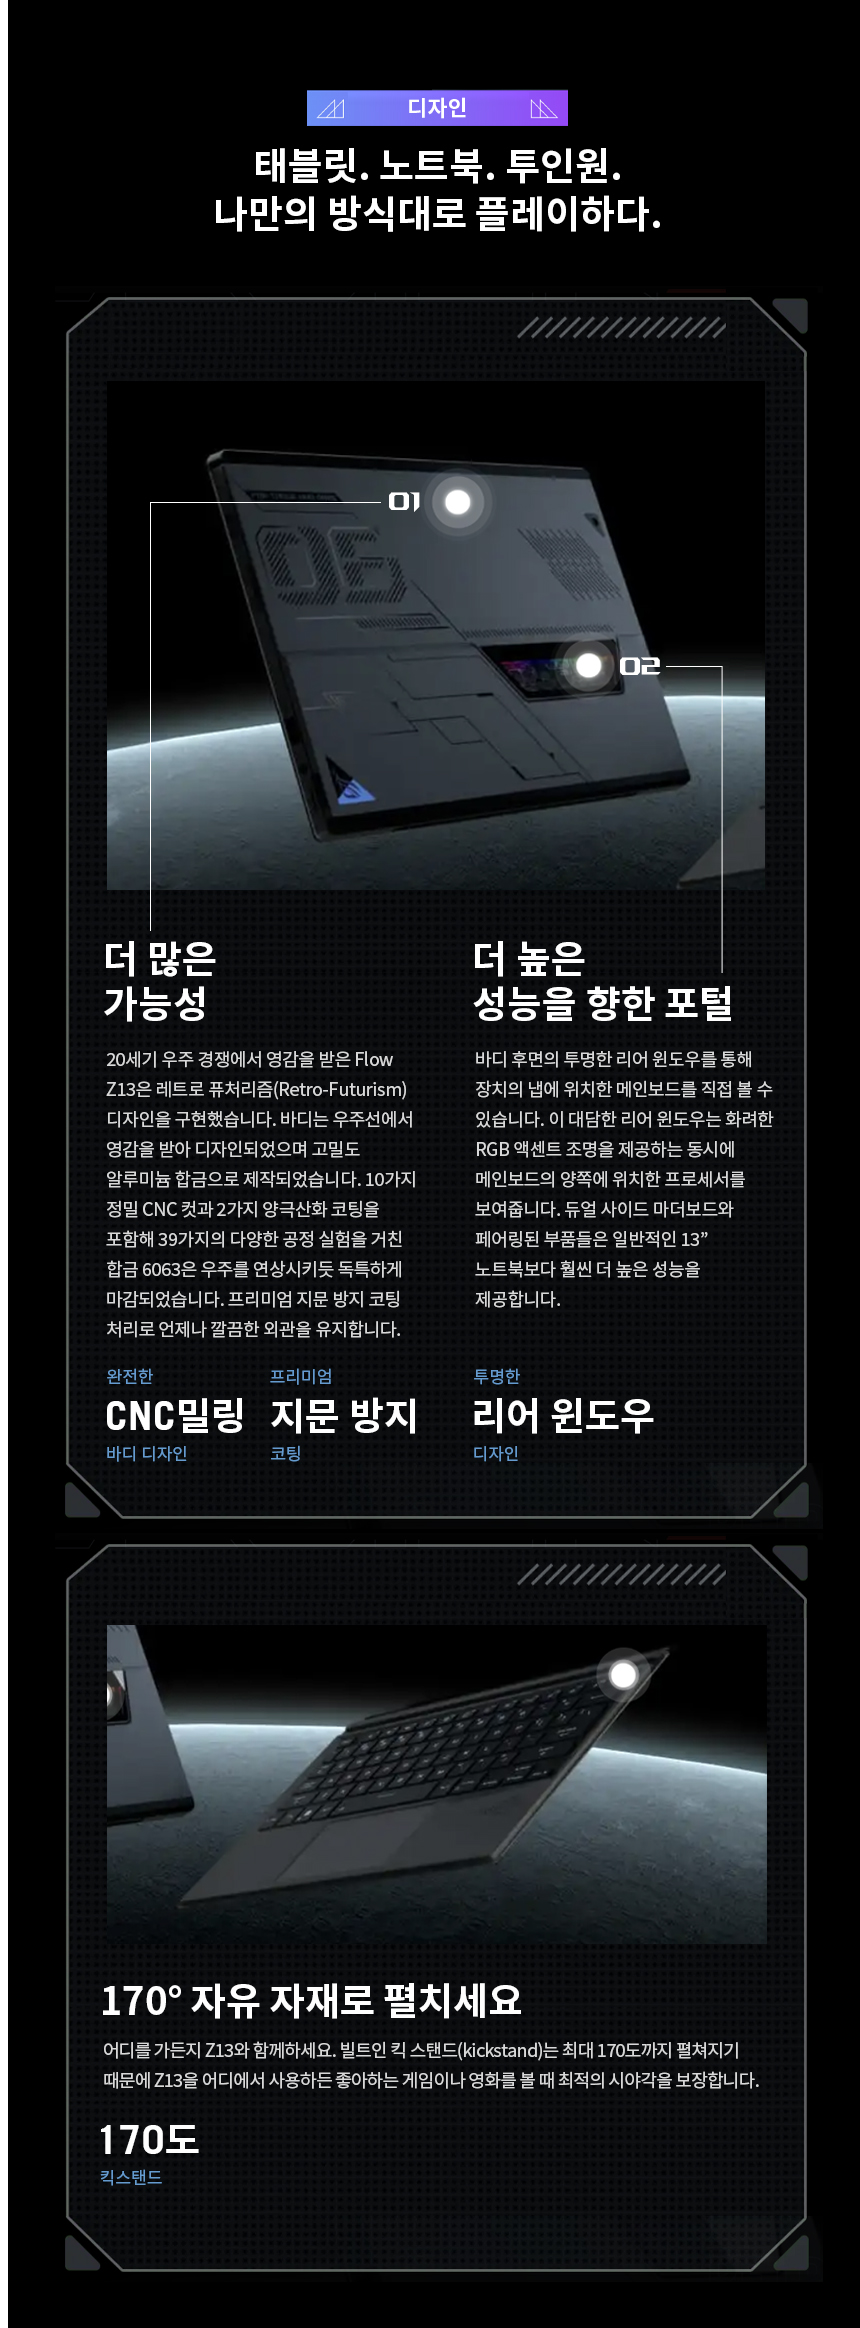 디자인
태블릿. 노트북. 투인원.
나만의 방식대로 플레이하다.
01
06
02
더 많은
가능성
20세기 우주 경쟁에서 영감을 받은 Flow
Z13은 레트로 퓨처리즘(Retro-Futurism)
디자인을 구현했습니다. 바디는 우주선에서
영감을 받아 디자인되었으며 고밀도
알루미늄 합금으로 제작되었습니다. 10가지
정밀 CNC 컷과 2가지 양극산화 코팅을
포함해 39가지의 다양한 공정 실험을 거친
합금 6063은 우주를 연상시키듯 독특하게
마감되었습니다. 프리미엄 지문 방지 코팅
처리로 언제나 깔끔한 외관을 유지합니다.
완전한
CNC밀링
바디 디자인
프리미엄
지문 방지
코팅
더 높은
성능을 향한 포털
바디 후면의 투명한 리어 윈도우를 통해
장치의 냅에 위치한 메인보드를 직접 볼 수
있습니다. 이 대담한 리어 윈도우는 화려한
RGB 액센트 조명을 제공하는 동시에
메인보드의 양쪽에 위치한 프로세서를
보여줍니다. 듀얼 사이드 마더보드와
페어링된 부품들은 일반적인 13”
노트북보다 훨씬 더 높은 성능을
제공합니다.
투명한
리어 윈도우
디자인
170° 자유 자재로 펼치세요
어디를 가든지 Z13와 함께하세요. 빌트인 킥 스탠드(kickstand)는 최대 170도까지 펼쳐지기
때문에 Z13을 어디에서 사용하든 좋아하는 게임이나 영화를 볼 때 최적의 시야각을 보장합니다.
170도
킥스탠드